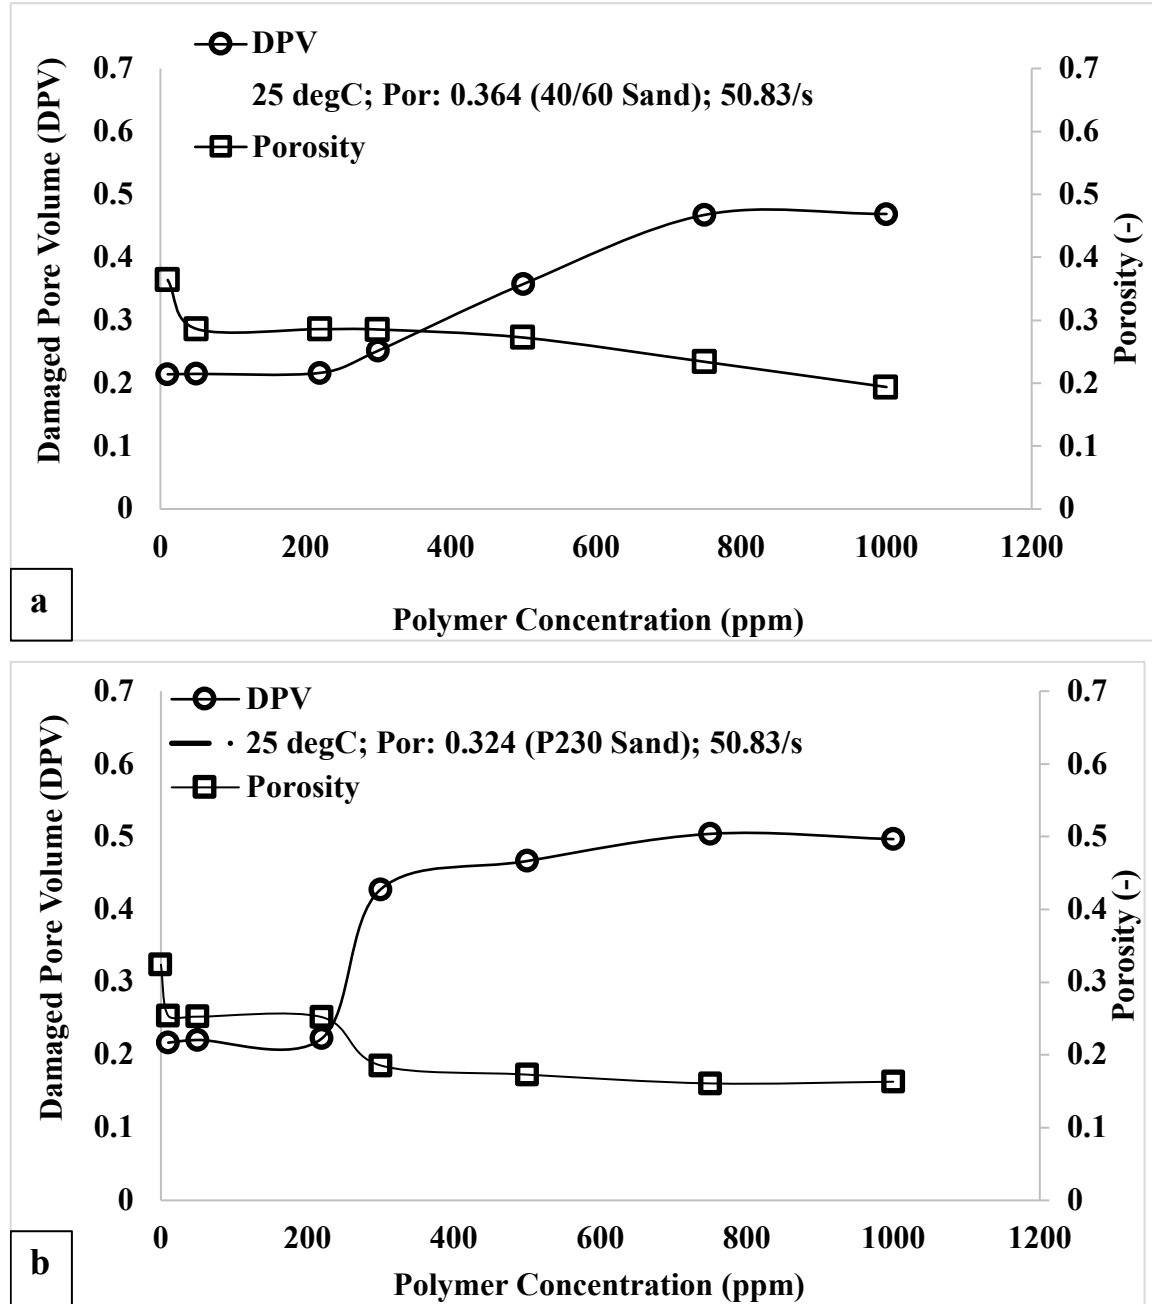 DPV
25 degC; Por: 0.364 (40/60 Sand); 50.83/s
Porosity
Damaged Pore Volume (DPV)
0.7
0.6
0.5
0.4
0.3
0.2
0.1
0
0.7
0.6
0.5
0.4
0.3
0.2
0.1
0
Porosity (-)
0 200 400 600 800 1000 1200
Polymer Concentration (ppm)
a
DPV
25 degC; Por: 0.324 (P230 Sand); 50.83/s
Porosity
Damaged Pore Volume (DPV)
0.7
0.6
0.5
0.4
0.3
0.2
0.1
0
0.7
0.6
0.5
0.4
0.3
0.2
0.1
0
Porosity (-)
0 200 400 600 800 1000 1200
Polymer Concentration (ppm)
b